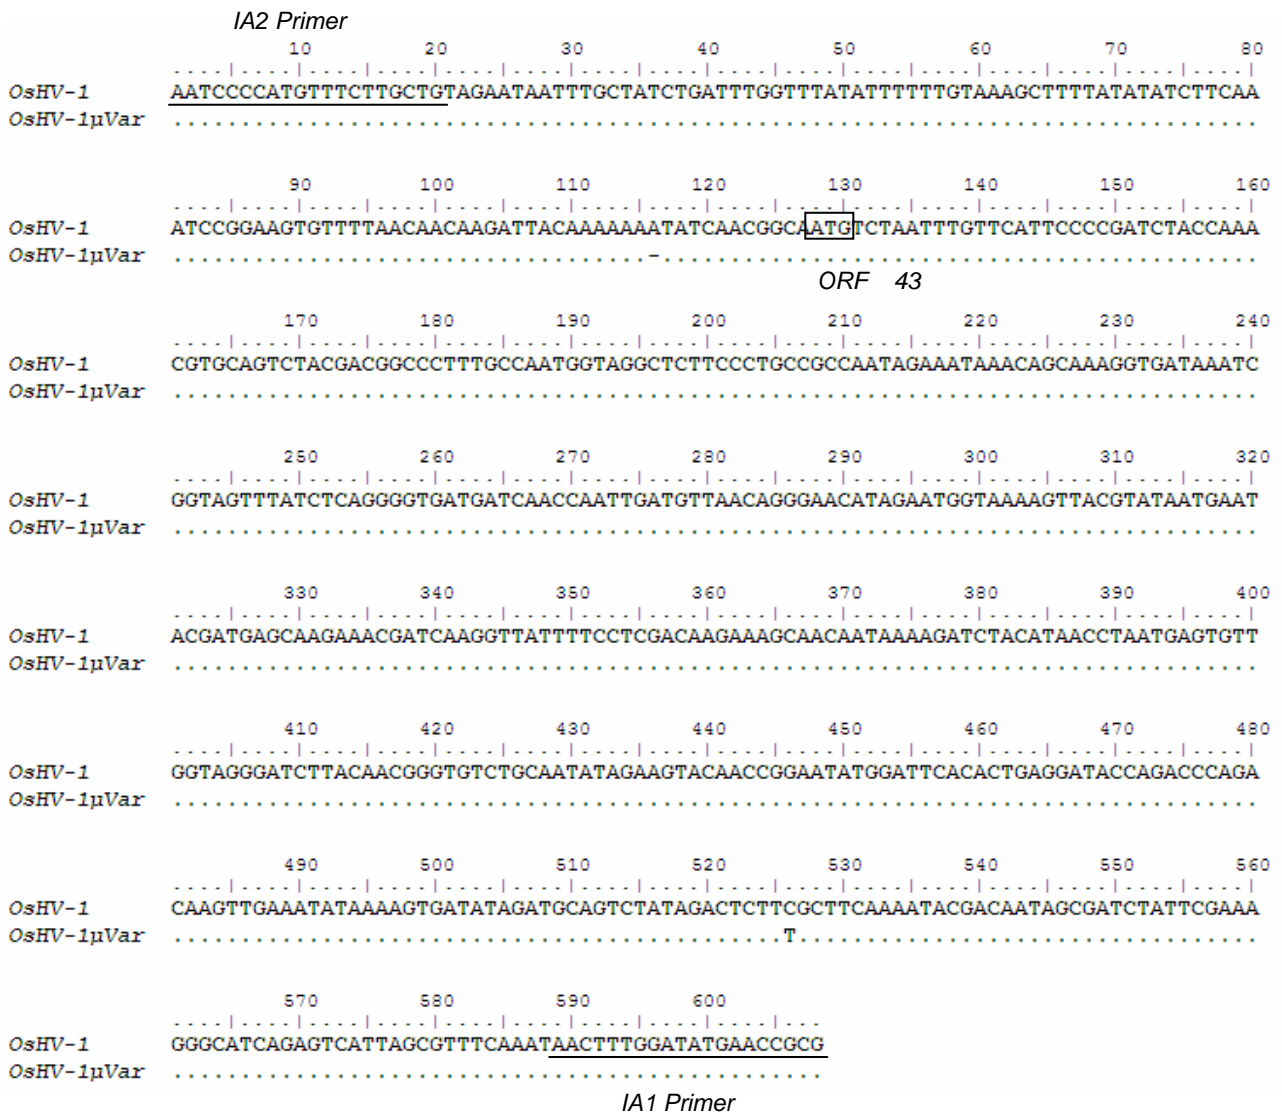 IA2 Primer
10 20 30 40 50 60 70 80
....|....|....|....|....|....|....|....|....|....|....|....|....|....|....|....|
OsHV-1 AATCCCCATGTTTCTTGCTGTAGAATAATTTGCTATCTGATTTGGTTTATATTTTTTGTAAAGCTTTTATATATCTTCAA
OsHV-1µVar ................................................................................
90 100 110 120 130 140 150 160
....|....|....|....|....|....|....|....|....|....|....|....|....|....|....|....|
OsHV-1 ATCCGGAAGTGTTTTAACAACAAGATTACAAAAAAATATCAACGGCAATGTCTAATTTGTTCATTCCCCGATCTACCAAA
OsHV-1µVar ...................................-............................................
ORF 43
170 180 190 200 210 220 230 240
....|....|....|....|....|....|....|....|....|....|....|....|....|....|....|....|
OsHV-1 CGTGCAGTCTACGACGGCCCTTTGCCAATGGTAGGCTCTTCCCTGCCGCCAATAGAAATAAACAGCAAAGGTGATAAATC
OsHV-1µVar ................................................................................
250 260 270 280 290 300 310 320
....|....|....|....|....|....|....|....|....|....|....|....|....|....|....|....|
OsHV-1 GGTAGTTTATCTCAGGGGTGATGATCAACCAATTGATGTTAACAGGGAACATAGAATGGTAAAAGTTACGTATAATGAAT
OsHV-1µVar ................................................................................
330 340 350 360 370 380 390 400
....|....|....|....|....|....|....|....|....|....|....|....|....|....|....|....|
OsHV-1 ACGATGAGCAAGAAACGATCAAGGTTATTTTCCTCGACAAGAAAGCAACAATAAAAGATCTACATAACCTAATGAGTGTT
OsHV-1µVar ................................................................................
410 420 430 440 450 460 470 480
....|....|....|....|....|....|....|....|....|....|....|....|....|....|....|....|
OsHV-1 GGTAGGGATCTTACAACGGGTGTCTGCAATATAGAAGTACAACCGGAATATGGATTCACACTGAGGATACCAGACCCAGA
OsHV-1µVar ................................................................................
490 500 510 520 530 540 550 560
....|....|....|....|....|....|....|....|....|....|....|....|....|....|....|....|
OsHV-1 CAAGTTGAAATATAAAAGTGATATAGATGCAGTCTATAGACTCTTCGCTTCAAAATACGACAATAGCGATCTATTCGAAA
OsHV-1µVar .............................................T..................................
570 580 590 600
....|....|....|....|....|....|....|....|....|...
OsHV-1 GGGCATCAGAGTCATTAGCGTTTCAAATAACTTTGGATATGAACCGCG
OsHV-1µVar ................................................
IA1 Primer